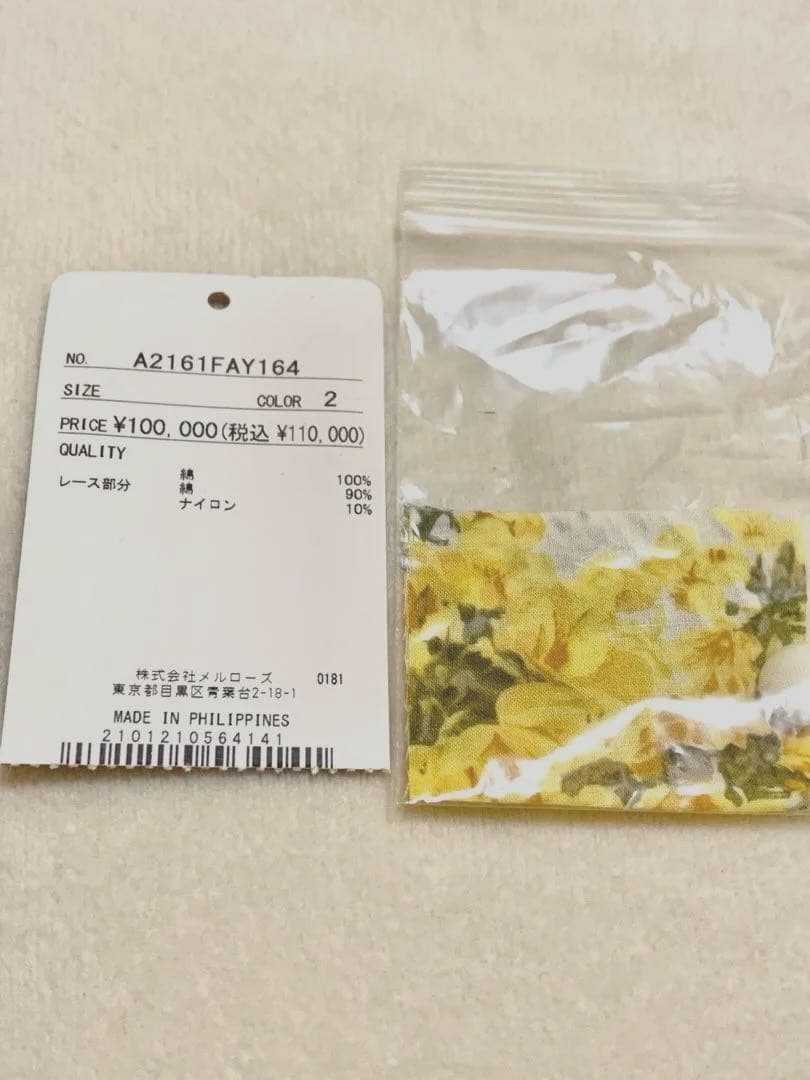 NO. A2161FAY164
SIZE COLOR 2
PRICE ¥100,000(税込 ¥110,000)
QUALITY
綿 100%
レース部分 綿 90%
ナイロン 10%
株式会社メルローズ 0181
東京都目黒区青葉台2-18-1
MADE IN PHILIPPINES
2101210564141